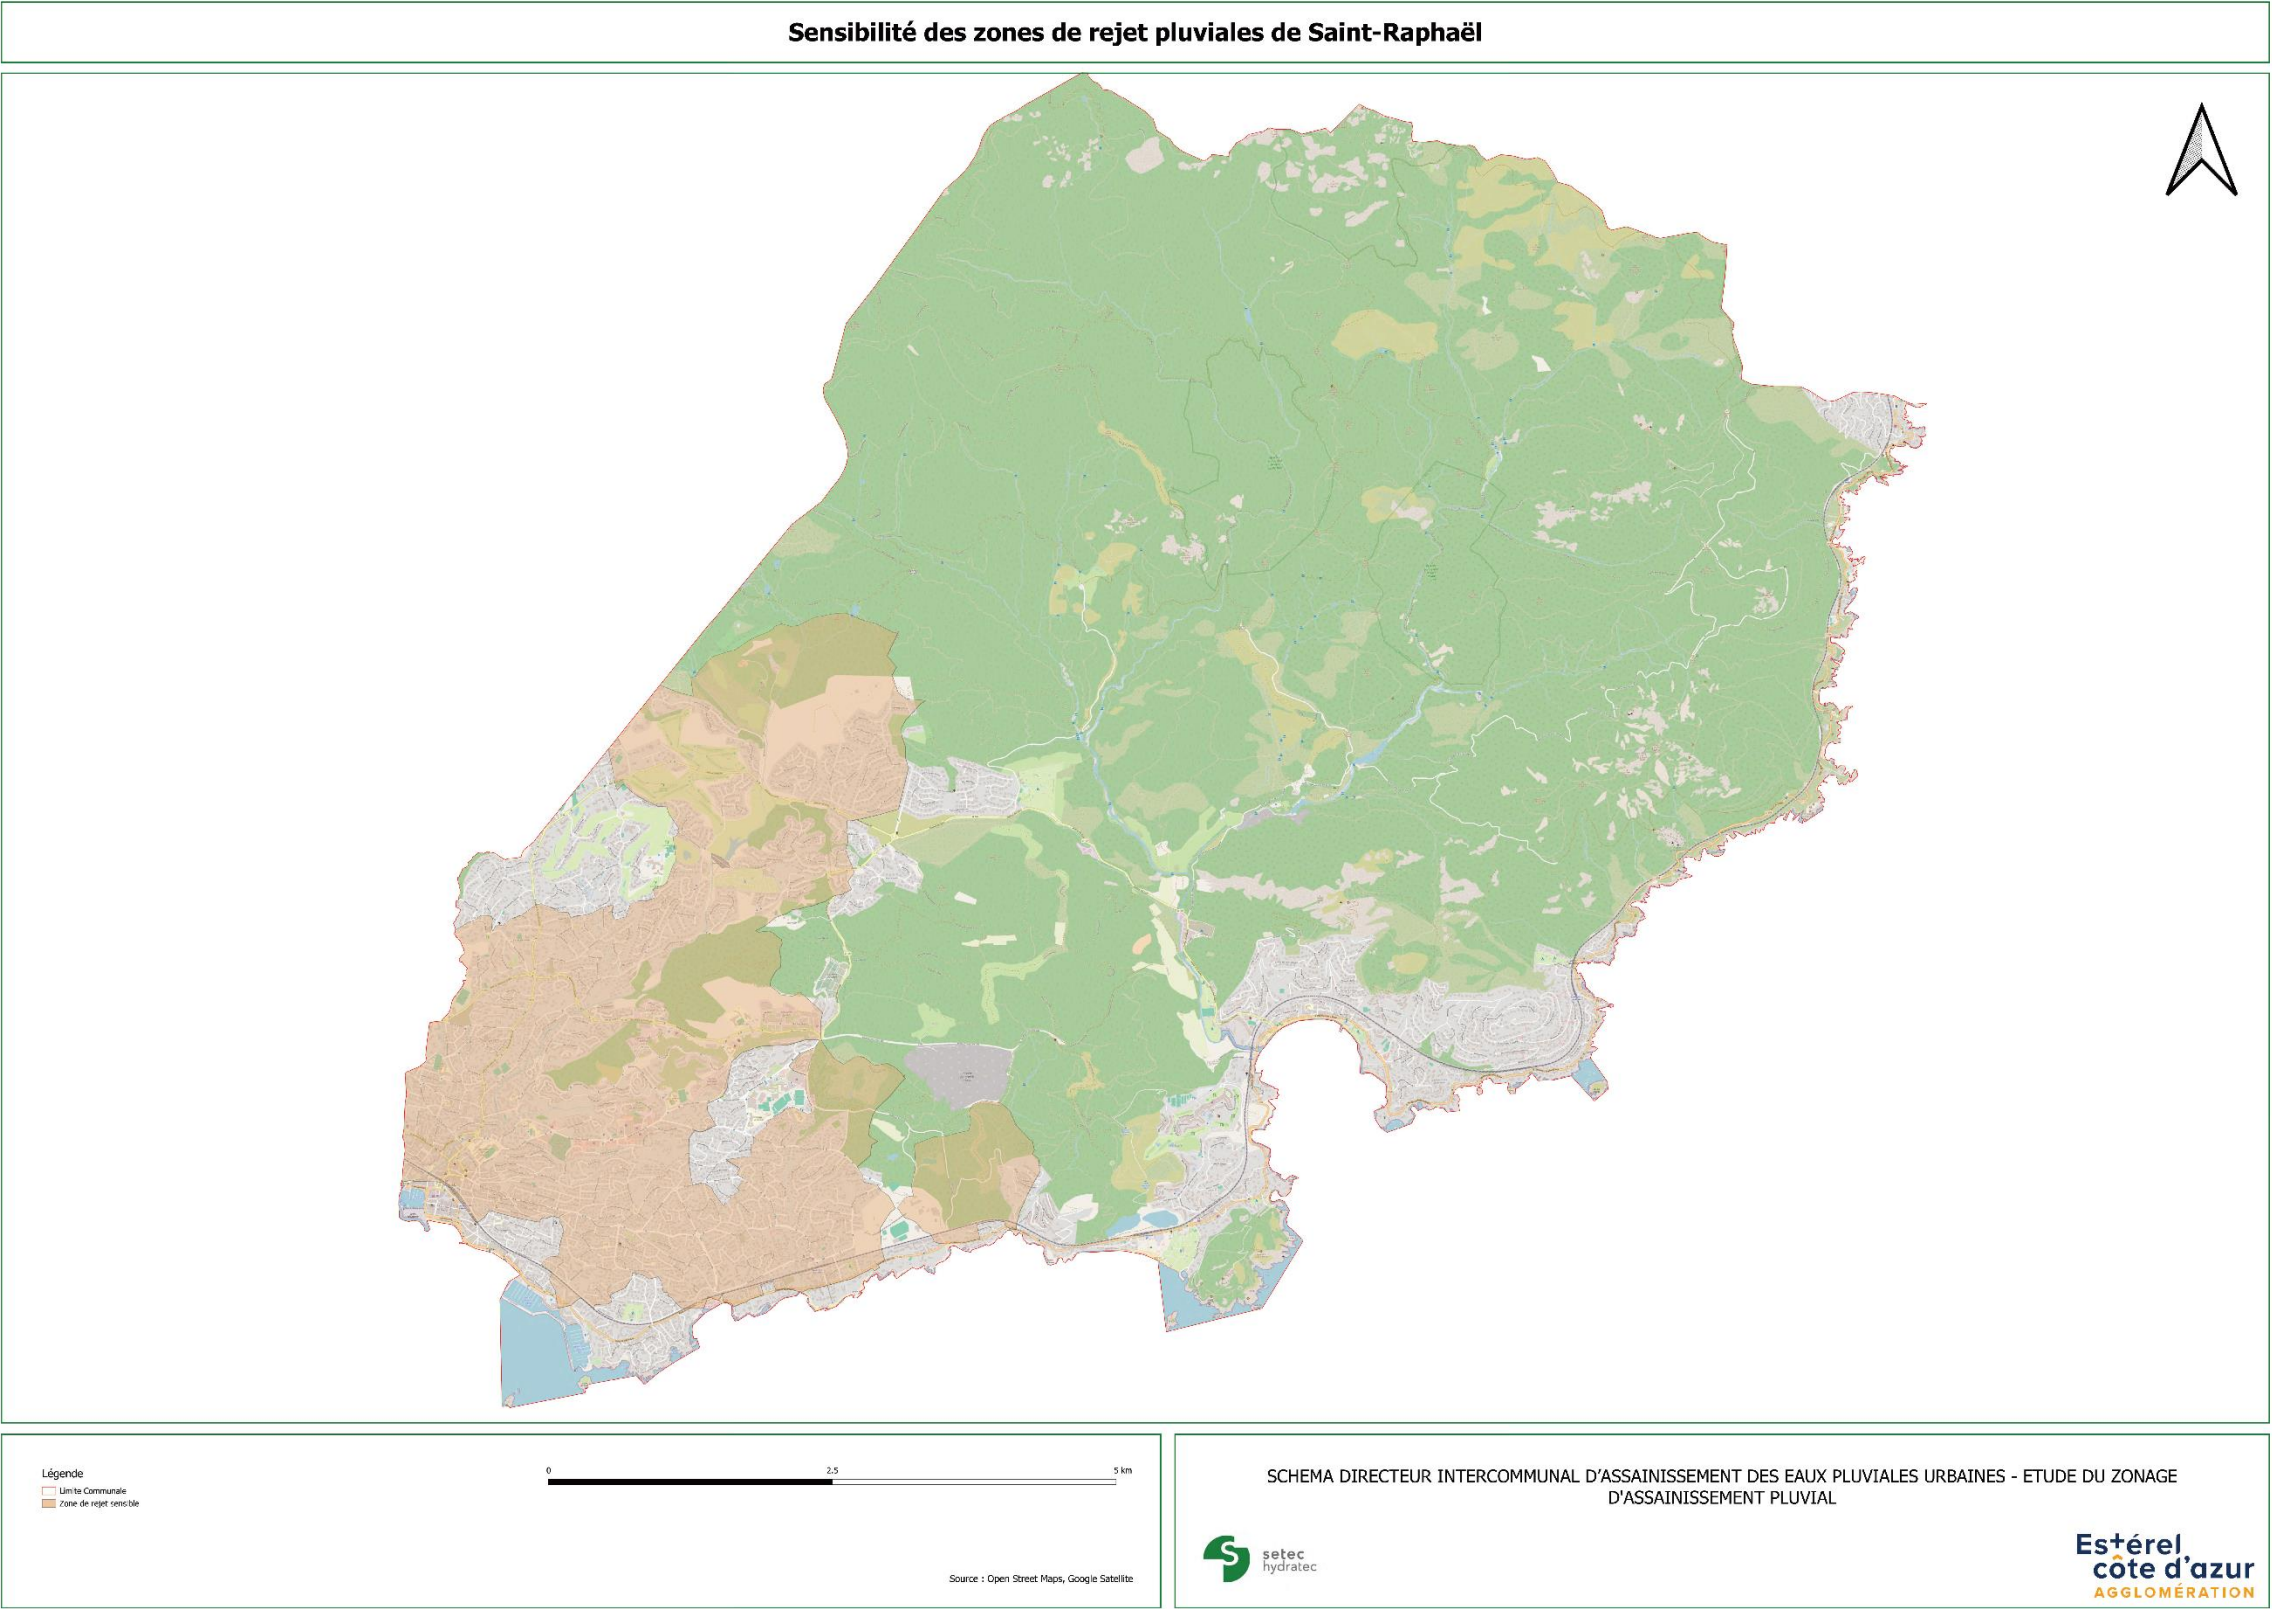 Sensibilité des zones de rejet pluviales de Saint-Raphaël
Légende
Limite Communale
Zone de rejet sensible
0 2.5 5 km
Source : Open Street Maps, Google Satellite
SCHEMA DIRECTEUR INTERCOMMUNAL D'ASSAINISSEMENT DES EAUX PLUVIALES URBAINES - ETUDE DU ZONAGE
D'ASSAINISSEMENT PLUVIAL
setec
hydratec
Estérel
côte d'azur
AGGLOMÉRATION